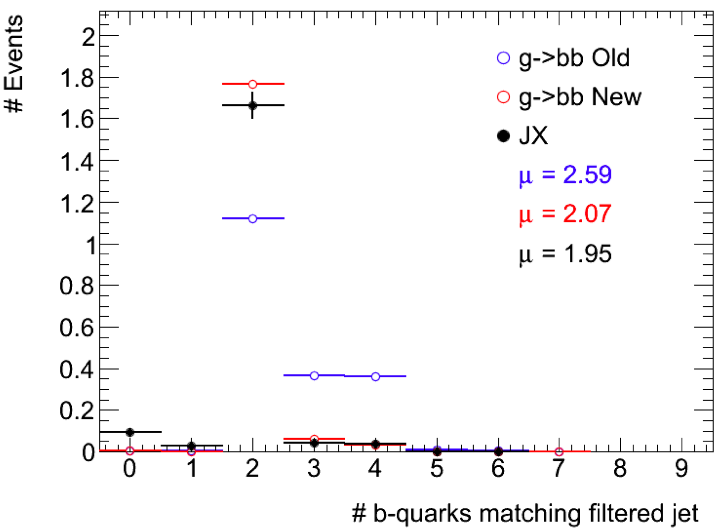 # Events
2
1.8
1.6
1.4
1.2
1
0.8
0.6
0.4
0.2
0
g->bb Old
g->bb New
JX
μ = 2.59
μ = 2.07
μ = 1.95
0 1 2 3 4 5 6 7 8 9
# b-quarks matching filtered jet